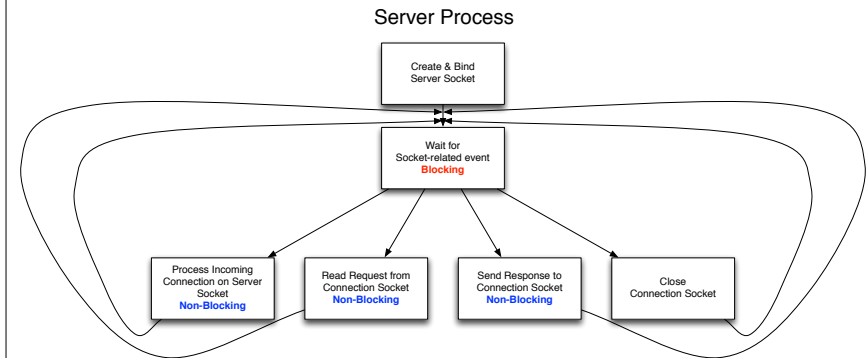 Server Process
Create & Bind
Server Socket
Wait for
Socket-related event
Blocking
Process Incoming
Connection on Server
Socket
Non-Blocking
Read Request from
Connection Socket
Non-Blocking
Send Response to
Connection Socket
Non-Blocking
Close
Connection Socket